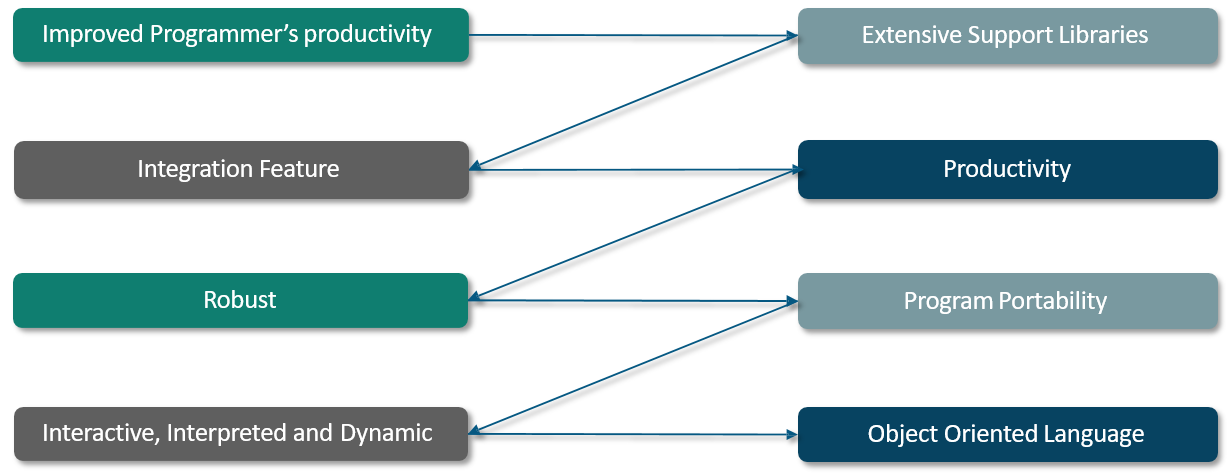 Improved Programmer’s productivity
Extensive Support Libraries
Integration Feature
Productivity
Robust
Program Portability
Interactive, Interpreted and Dynamic
Object Oriented Language